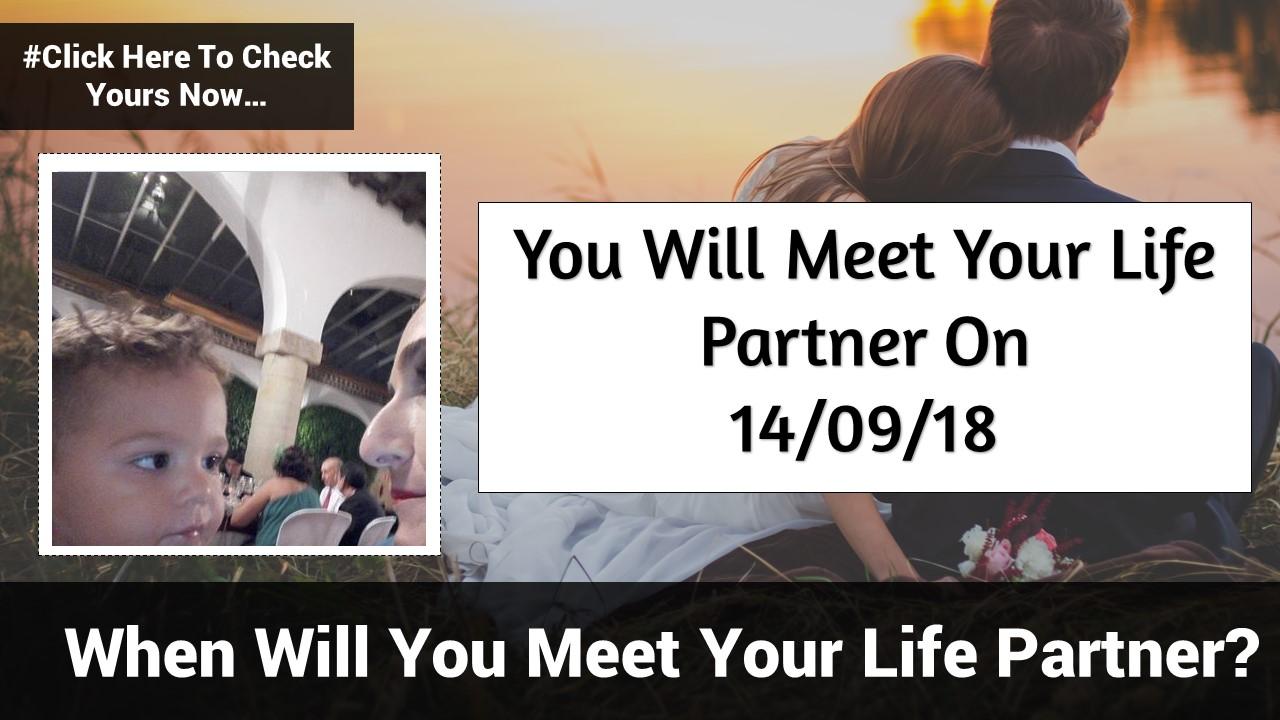 #Click Here To Check
Yours Now...
You Will Meet Your Life
Partner On
14/09/18
When Will You Meet Your Life Partner?